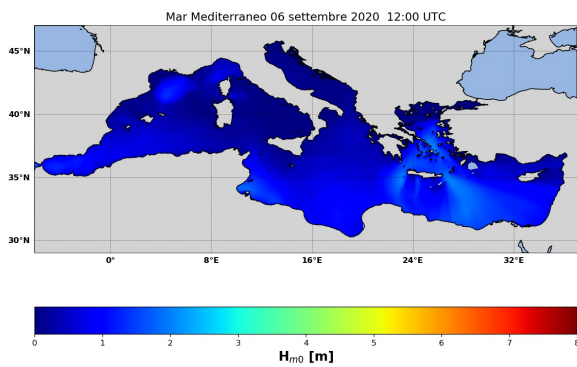 Mar Mediterraneo 06 settembre 2020  12:00 UTC
45°N
40°N
35°N
30°N
0° 8°E 16°E 24°E 32°E
0 1 2 3 4 5 6 7 8
H_{m0} [m]